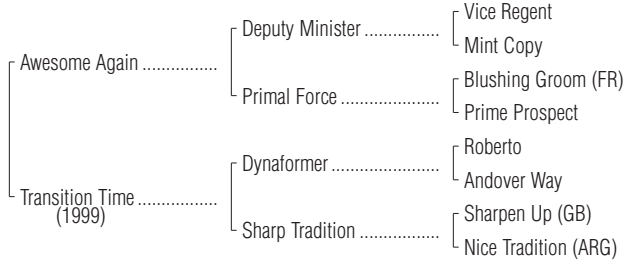 Vice Regent
Deputy Minister ..................
Mint Copy
Awesome Again ................
Blushing Groom (FR)
Primal Force .....................
Prime Prospect
Roberto
Dynaformer .......................
Andover Way
Transition Time .................
(1999)
Sharpen Up (GB)
Sharp Tradition .................
Nice Tradition (ARG)